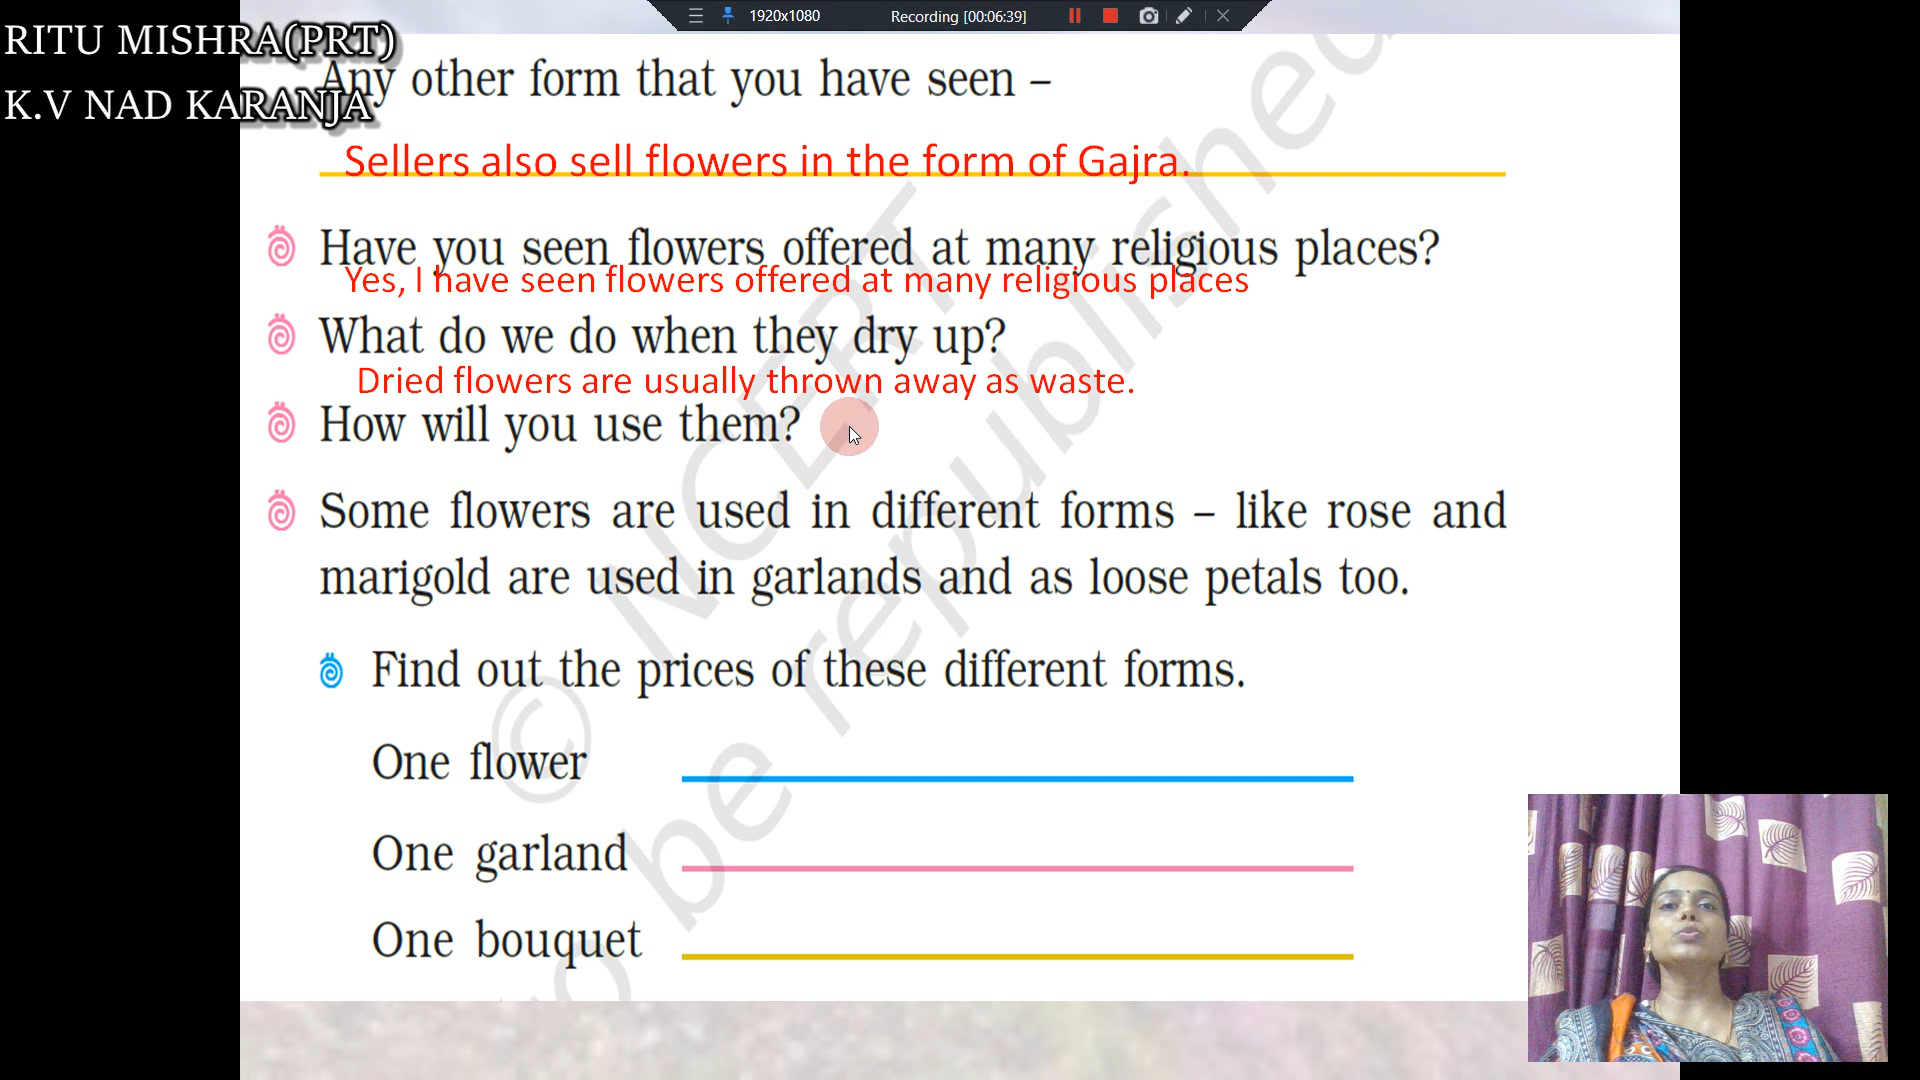 1920x1080
Recording [00:06:39]
RITU MISHRA(PRT)
K.V NAD KARANJA
Any other form that you have seen –
Sellers also sell flowers in the form of Gajra.
Have you seen flowers offered at many religious places?
Yes, I have seen flowers offered at many religious places
What do we do when they dry up?
Dried flowers are usually thrown away as waste.
How will you use them?
Some flowers are used in different forms – like rose and
marigold are used in garlands and as loose petals too.
Find out the prices of these different forms.
One flower
One garland
One bouquet
© NCERT
to be republished